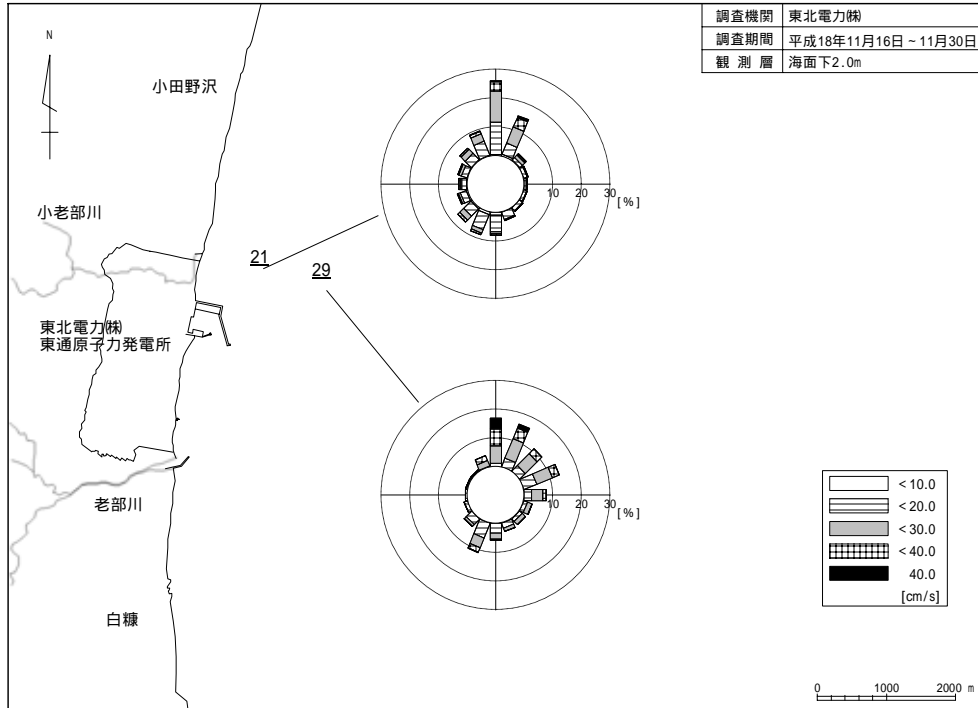 調査機関 東北電力㈱
調査期間 平成18年11月16日~11月30日
観測層 海面下2.0m
N
小田野沢
小老部川
東北電力㈱
東通原子力発電所
老部川
白糠
21
29
10 20 30
[%]
10 20 30
[%]
<10.0
<20.0
<30.0
<40.0
40.0
[cm/s]
0 1000 2000 m